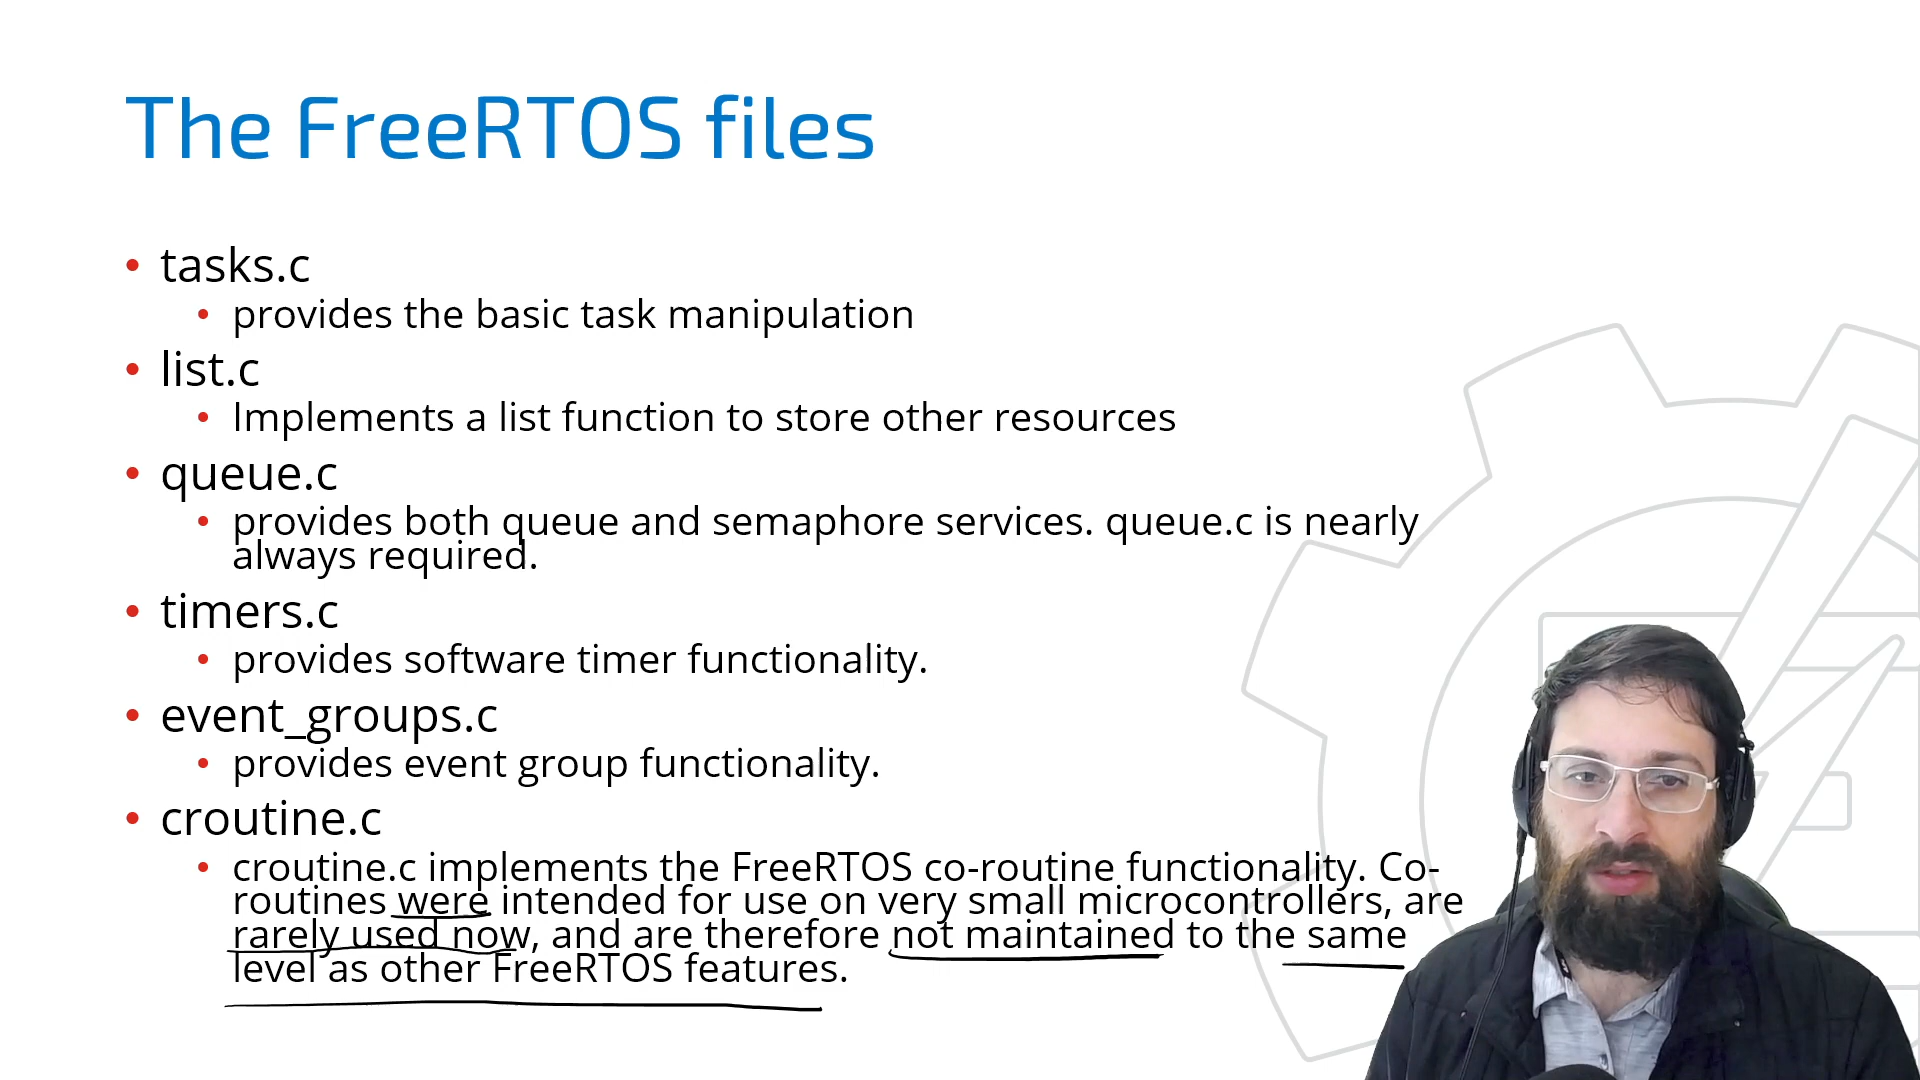 The FreeRTOS files
• tasks.c
• provides the basic task manipulation
• list.c
• Implements a list function to store other resources
• queue.c
• provides both queue and semaphore services. queue.c is nearly
always required.
• timers.c
• provides software timer functionality.
• event_groups.c
• provides event group functionality.
• croutine.c
• croutine.c implements the FreeRTOS co-routine functionality. Co-
routines were intended for use on very small microcontrollers, are
rarely used now, and are therefore not maintained to the same
level as other FreeRTOS features.